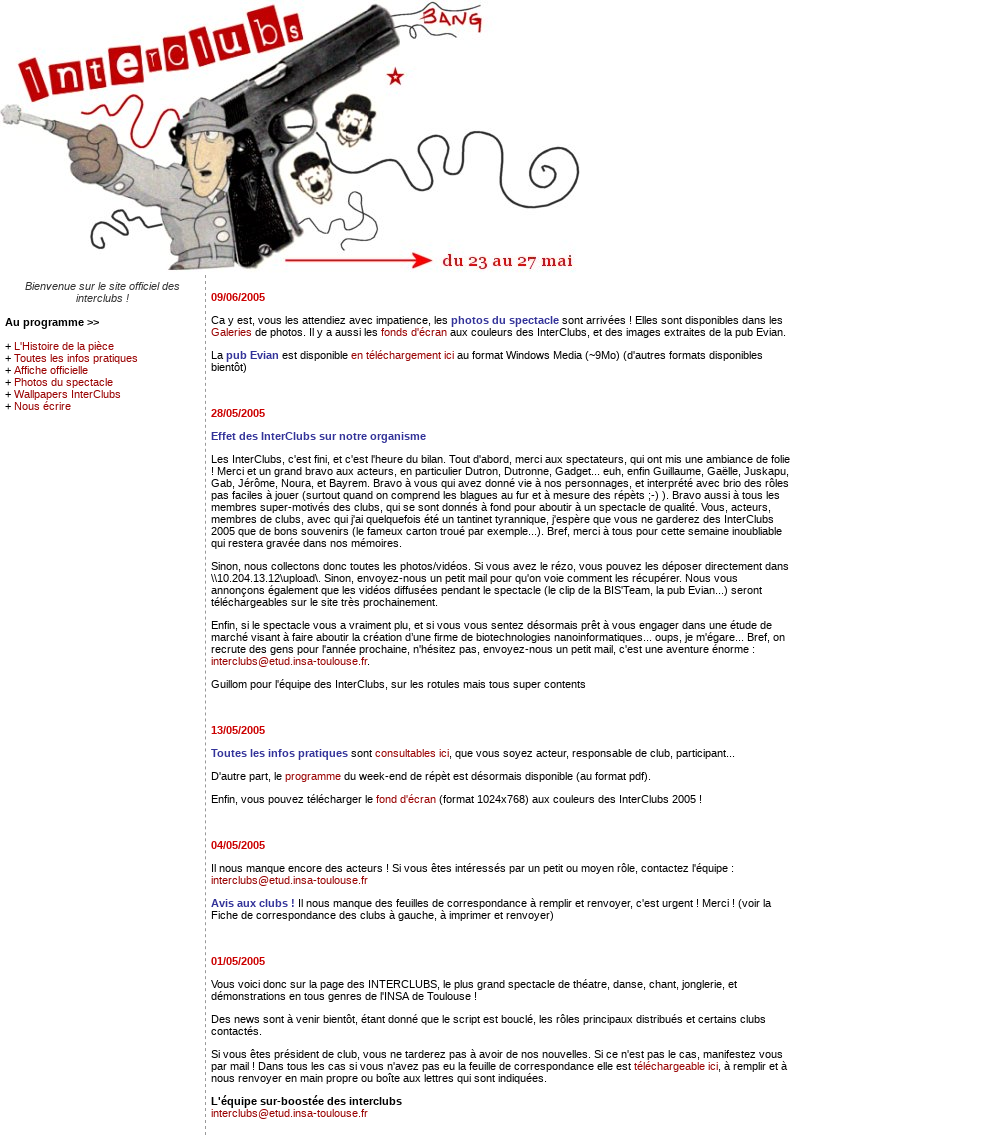 Interclubs
BANG
du 23 au 27 mai
Bienvenue sur le site officiel des
interclubs !
Au programme >>
+ L'Histoire de la pièce
+ Toutes les infos pratiques
+ Affiche officielle
+ Photos du spectacle
+ Wallpapers InterClubs
+ Nous écrire
09/06/2005
Ca y est, vous les attendiez avec impatience, les photos du spectacle sont arrivées ! Elles sont disponibles dans les
Galeries de photos. Il y a aussi les fonds d'écran aux couleurs des InterClubs, et des images extraites de la pub Evian.
La pub Evian est disponible en téléchargement ici au format Windows Media (~9Mo) (d'autres formats disponibles
bientôt)
28/05/2005
Effet des InterClubs sur notre organisme
Les InterClubs, c'est fini, et c'est l'heure du bilan. Tout d'abord, merci aux spectateurs, qui ont mis une ambiance de folie
! Merci et un grand bravo aux acteurs, en particulier Dutron, Dutronne, Gadget... euh, enfin Guillaume, Gaëlle, Juskapu,
Gab, Jérôme, Noura, et Bayrem. Bravo à vous qui avez donné vie à nos personnages, et interprété avec brio des rôles
pas faciles à jouer (surtout quand on comprend les blagues au fur et à mesure des répèts ;-) ). Bravo aussi à tous les
membres super-motivés des clubs, qui se sont donnés à fond pour aboutir à un spectacle de qualité. Vous, acteurs,
membres de clubs, avec qui j'ai quelquefois été un tantinet tyrannique, j'espère que vous ne garderez des InterClubs
2005 que de bons souvenirs (le fameux carton troué par exemple...). Bref, merci à tous pour cette semaine inoubliable
qui restera gravée dans nos mémoires.
Sinon, nous collectons donc toutes les photos/vidéos. Si vous avez le rézo, vous pouvez les déposer directement dans
\\10.204.13.12\upload\. Sinon, envoyez-nous un petit mail pour qu'on voie comment les récupérer. Nous vous
annonçons également que les vidéos diffusées pendant le spectacle (le clip de la BIS'Team, la pub Evian...) seront
téléchargeables sur le site très prochainement.
Enfin, si le spectacle vous a vraiment plu, et si vous vous sentez désormais prêt à vous engager dans une étude de
marché visant à faire aboutir la création d'une firme de biotechnologies nanoinformatiques... oups, je m'égare... Bref, on
recrute des gens pour l'année prochaine, n'hésitez pas, envoyez-nous un petit mail, c'est une aventure énorme :
interclubs@etud.insa-toulouse.fr.
Guillom pour l'équipe des InterClubs, sur les rotules mais tous super contents
13/05/2005
Toutes les infos pratiques sont consultables ici, que vous soyez acteur, responsable de club, participant...
D'autre part, le programme du week-end de répèt est désormais disponible (au format pdf).
Enfin, vous pouvez télécharger le fond d'écran (format 1024x768) aux couleurs des InterClubs 2005 !
04/05/2005
Il nous manque encore des acteurs ! Si vous êtes intéressés par un petit ou moyen rôle, contactez l'équipe :
interclubs@etud.insa-toulouse.fr
Avis aux clubs ! Il nous manque des feuilles de correspondance à remplir et renvoyer, c'est urgent ! Merci ! (voir la
Fiche de correspondance des clubs à gauche, à imprimer et renvoyer)
01/05/2005
Vous voici donc sur la page des INTERCLUBS, le plus grand spectacle de théatre, danse, chant, jonglerie, et
démonstrations en tous genres de l'INSA de Toulouse !
Des news sont à venir bientôt, étant donné que le script est bouclé, les rôles principaux distribués et certains clubs
contactés.
Si vous êtes président de club, vous ne tarderez pas à avoir de nos nouvelles. Si ce n'est pas le cas, manifestez vous
par mail ! Dans tous les cas si vous n'avez pas eu la feuille de correspondance elle est téléchargeable ici, à remplir et à
nous renvoyer en main propre ou boîte aux lettres qui sont indiquées.
L'équipe sur-boostée des interclubs
interclubs@etud.insa-toulouse.fr